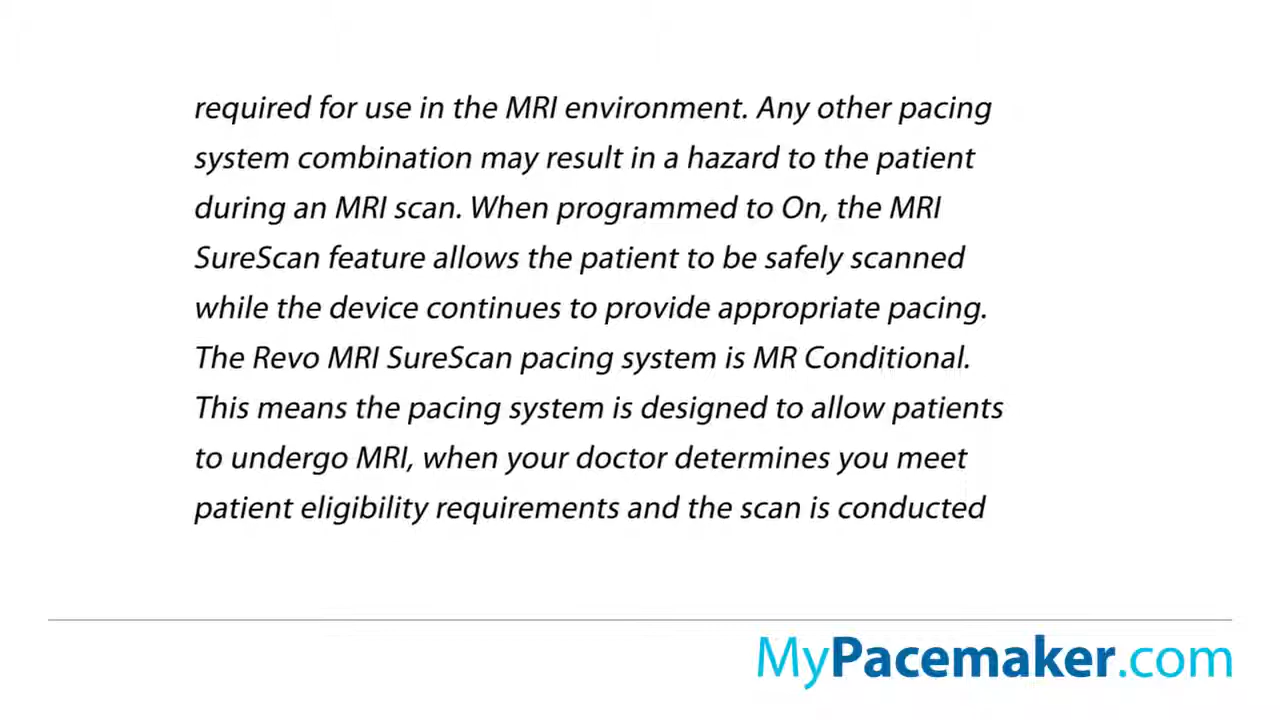 required for use in the MRI environment. Any other pacing
system combination may result in a hazard to the patient
during an MRI scan. When programmed to On, the MRI
SureScan feature allows the patient to be safely scanned
while the device continues to provide appropriate pacing.
The Revo MRI SureScan pacing system is MR Conditional.
This means the pacing system is designed to allow patients
to undergo MRI, when your doctor determines you meet
patient eligibility requirements and the scan is conducted
MyPacemaker.com